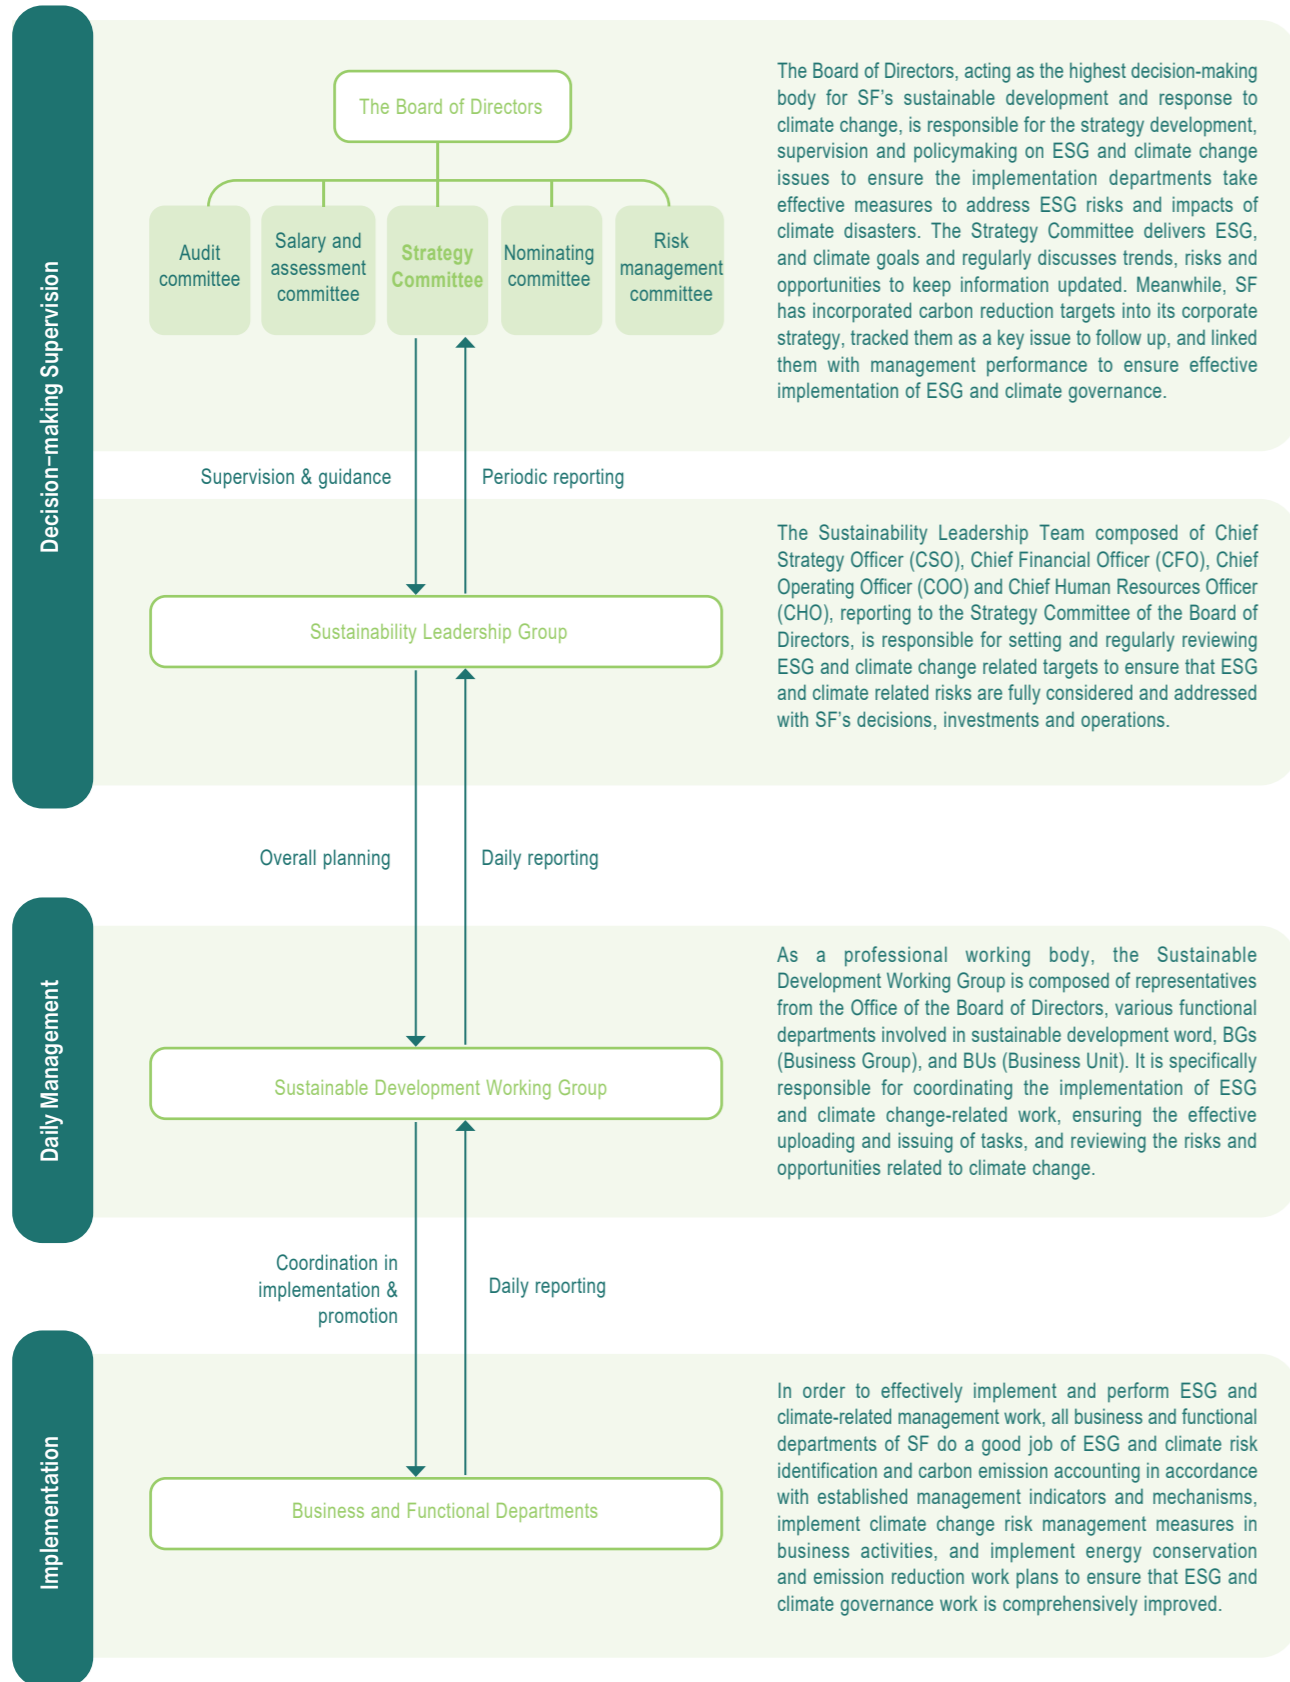 Decision-making Supervision
The Board of Directors
Audit
committee
Salary and
assessment
committee
Strategy
Committee
Nominating
committee
Risk
management
committee
The Board of Directors, acting as the highest decision-making
body for SF's sustainable development and response to
climate change, is responsible for the strategy development,
supervision and policymaking on ESG and climate change
issues to ensure the implementation departments take
effective measures to address ESG risks and impacts of
climate disasters. The Strategy Committee delivers ESG,
and climate goals and regularly discusses trends, risks and
opportunities to keep information updated. Meanwhile, SF
has incorporated carbon reduction targets into its corporate
strategy, tracked them as a key issue to follow up, and linked
them with management performance to ensure effective
implementation of ESG and climate governance.
Supervision & guidance
Periodic reporting
Sustainability Leadership Group
The Sustainability Leadership Team composed of Chief
Strategy Officer (CSO), Chief Financial Officer (CFO), Chief
Operating Officer (COO) and Chief Human Resources Officer
(CHO), reporting to the Strategy Committee of the Board of
Directors, is responsible for setting and regularly reviewing
ESG and climate change related targets to ensure that ESG
and climate related risks are fully considered and addressed
with SF's decisions, investments and operations.
Overall planning
Daily reporting
Daily Management
Sustainable Development Working Group
As a professional working body, the Sustainable
Development Working Group is composed of representatives
from the Office of the Board of Directors, various functional
departments involved in sustainable development word, BGs
(Business Group), and BUs (Business Unit). It is specifically
responsible for coordinating the implementation of ESG
and climate change-related work, ensuring the effective
uploading and issuing of tasks, and reviewing the risks and
opportunities related to climate change.
Coordination in
implementation &
promotion
Daily reporting
Implementation
Business and Functional Departments
In order to effectively implement and perform ESG and
climate-related management work, all business and functional
departments of SF do a good job of ESG and climate risk
identification and carbon emission accounting in accordance
with established management indicators and mechanisms,
implement climate change risk management measures in
business activities, and implement energy conservation
and emission reduction work plans to ensure that ESG and
climate governance work is comprehensively improved.